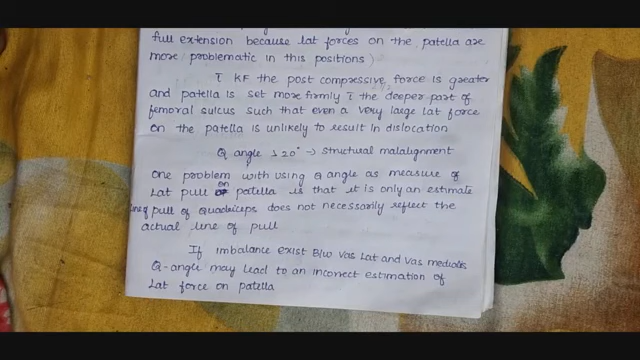 full extension because lat forces on the patella are
more problematic in this positions)
c̄ KF the post compressive force is greater
and patella is set more firmly c̄ the deeper part of
femoral sulcus such that even a very large lat force
on the patella is unlikely to result in dislocation
Q angle > 20° → structural malalignment
One problem with using Q angle as measure of
Lat pull on patella is that it is only an estimate
line of pull of Quadriceps does not necessarily reflect the
actual line of pull
If imbalance exist B/w Vas Lat and Vas medialis
Q-angle may lead to an incorrect estimation of
Lat force on patella